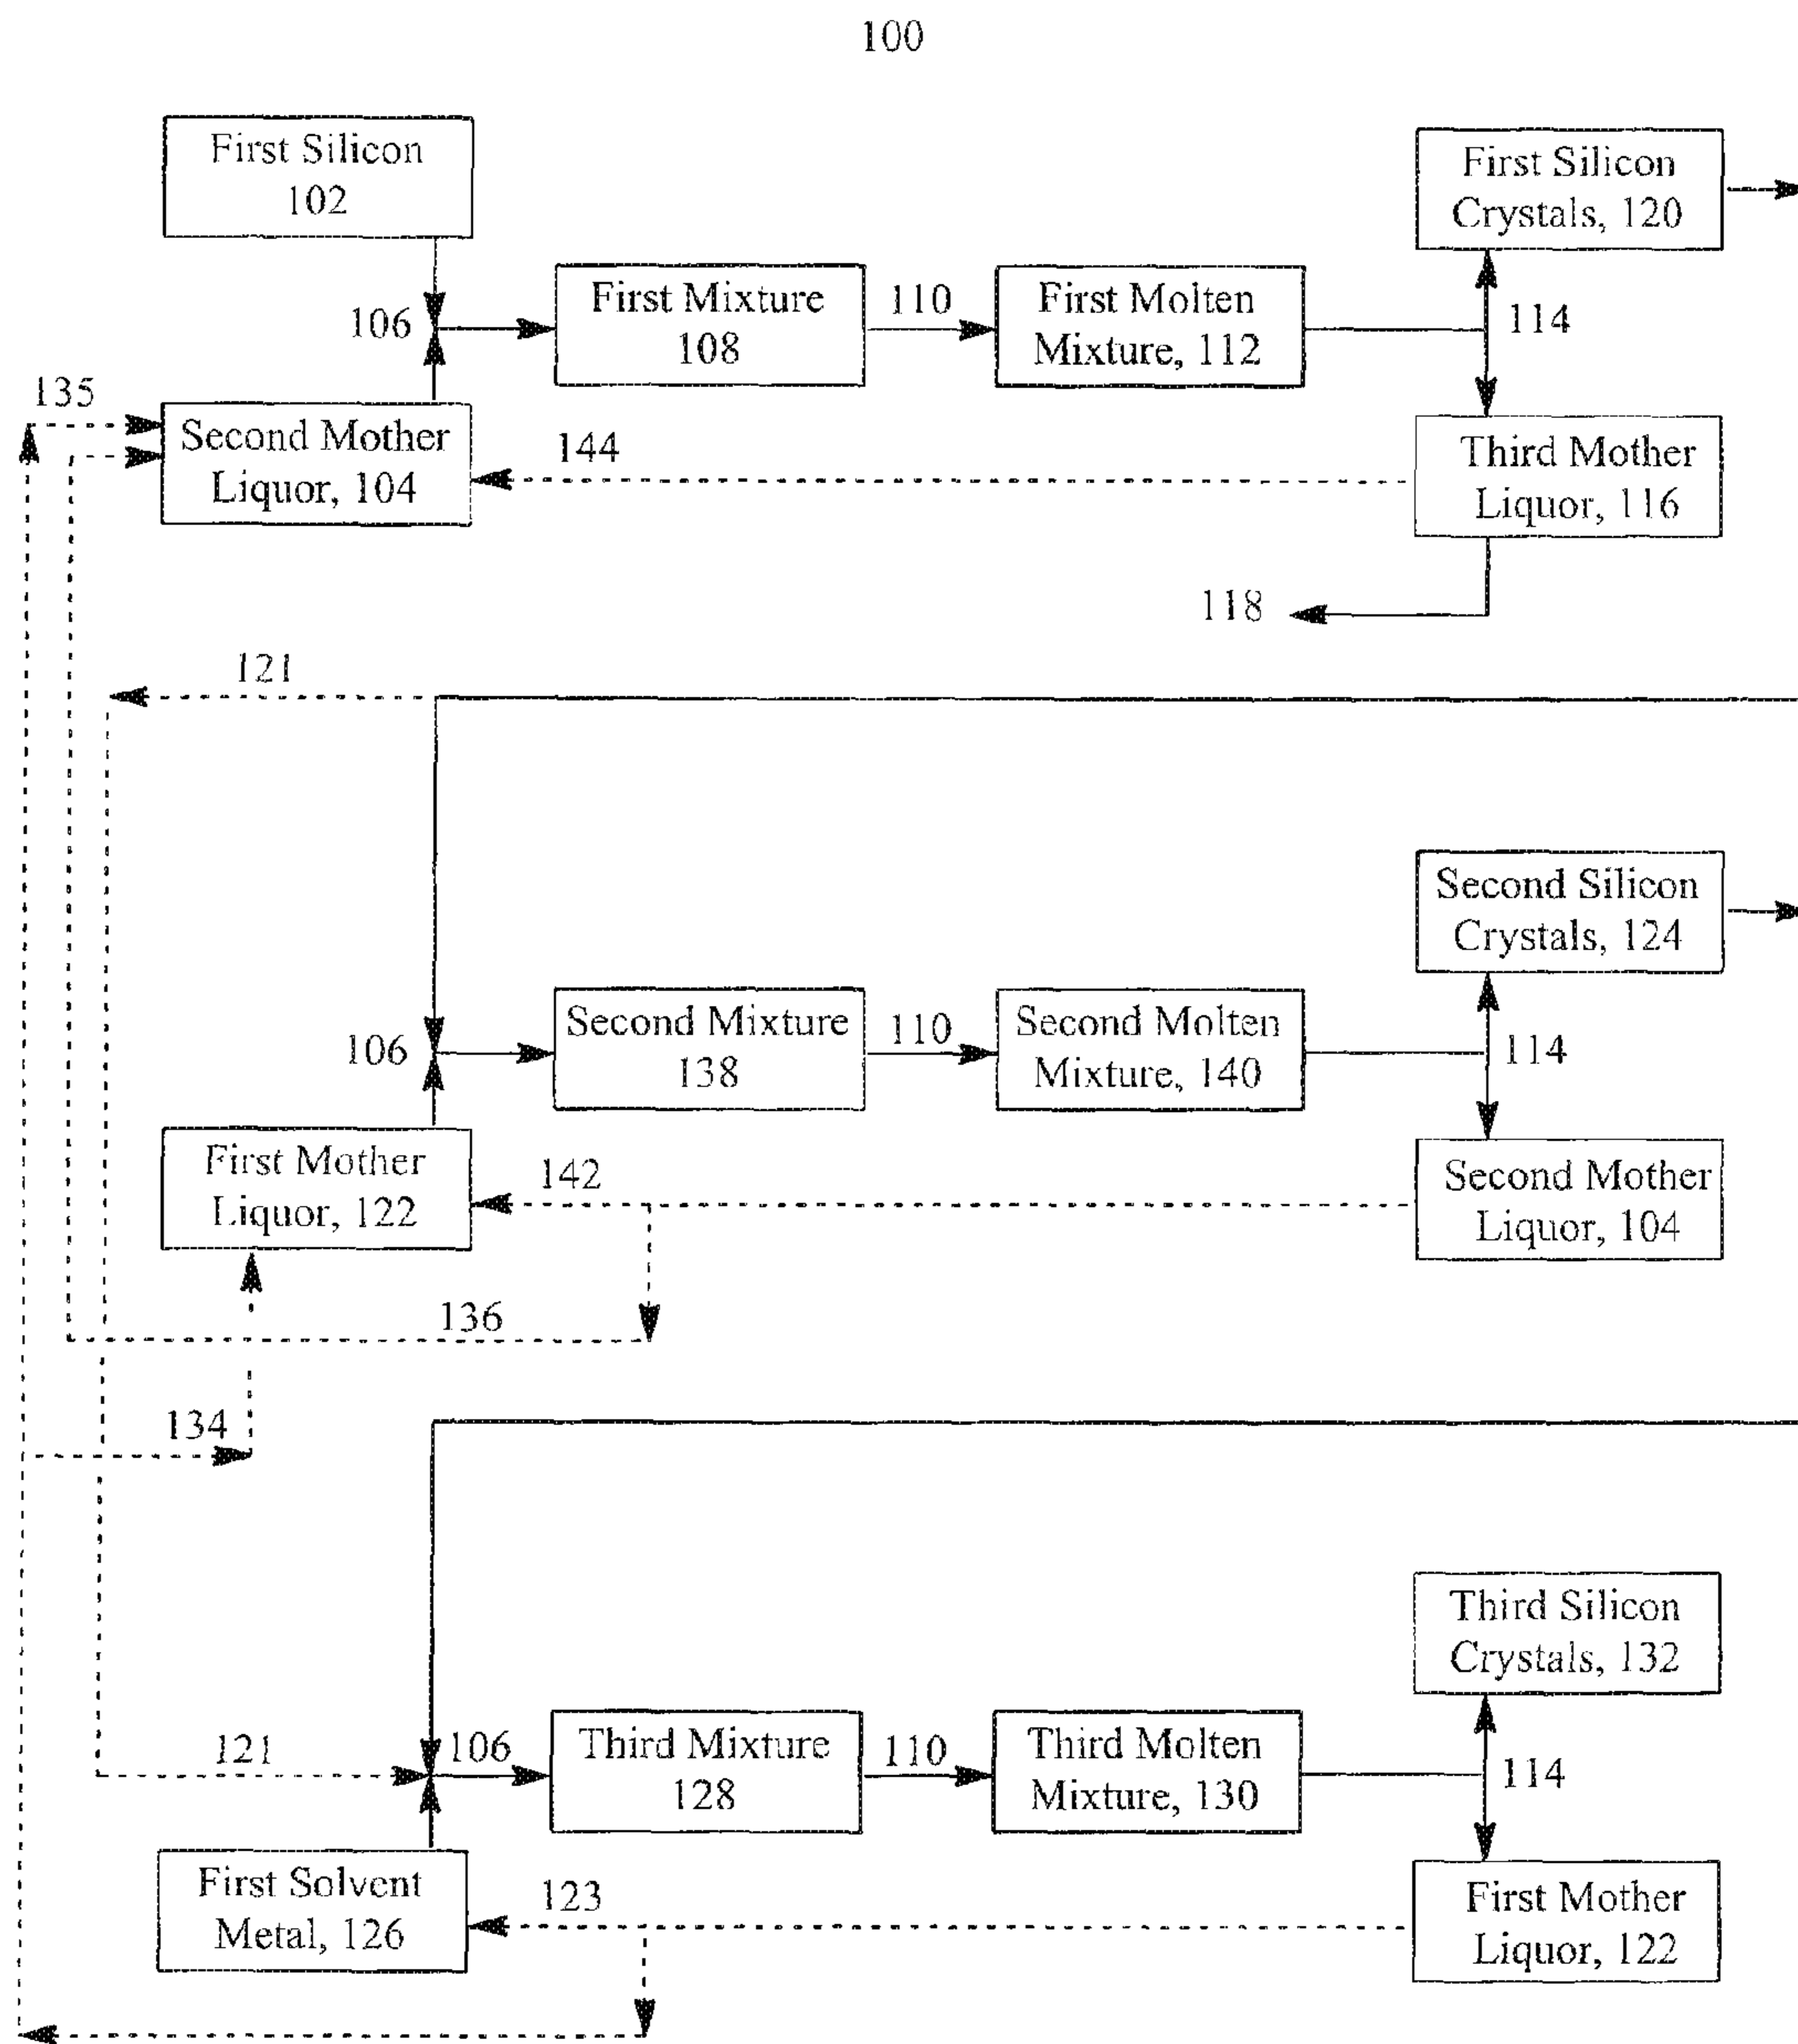 100
First Silicon
102
First Silicon
Crystals, 120
106
First Mixture
108
110
First Molten
Mixture, 112
114
135
Second Mother
Liquor, 104
144
Third Mother
Liquor, 116
118
121
Second Silicon
Crystals, 124
106
Second Mixture
138
110
Second Molten
Mixture, 140
114
First Mother
Liquor, 122
142
Second Mother
Liquor, 104
136
134
Third Silicon
Crystals, 132
121
106
Third Mixture
128
110
Third Molten
Mixture, 130
114
First Solvent
Metal, 126
123
First Mother
Liquor, 122